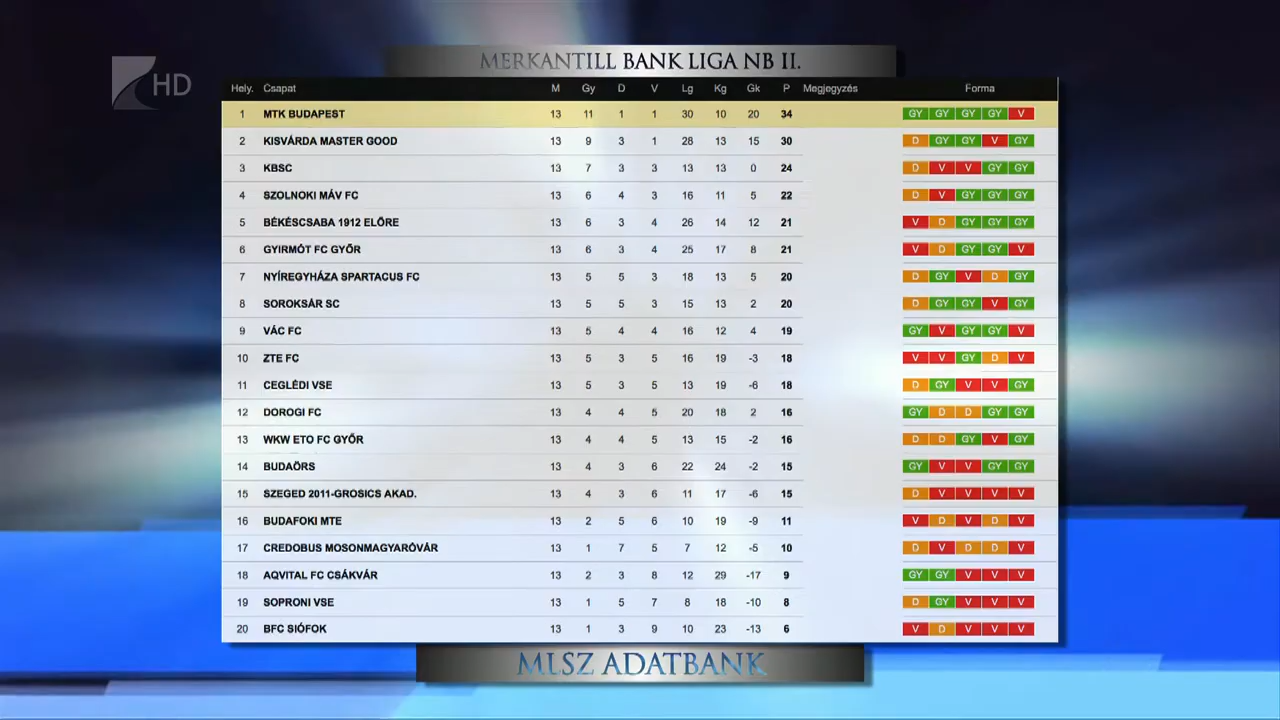 MERKANTILL BANK LIGA NB II.
HD
Hely. Csapat M Gy D V Lg Kg Gk P Megjegyzés Forma
1 MTK BUDAPEST 13 11 1 1 30 10 20 34 GY GY GY GY V
2 KISVÁRDA MASTER GOOD 13 9 3 1 28 13 15 30 D GY GY V GY
3 KBSC 13 7 3 3 13 13 0 24 D V V GY GY
4 SZOLNOKI MÁV FC 13 6 4 3 16 11 5 22 D V GY GY GY
5 BÉKÉSCSABA 1912 ELŐRE 13 6 3 4 26 14 12 21 V D GY GY GY
6 GYIRMÓT FC GYŐR 13 6 3 4 25 17 8 21 V D GY GY V
7 NYÍREGYHÁZA SPARTACUS FC 13 5 5 3 18 13 5 20 D GY V D GY
8 SOROKSÁR SC 13 5 5 3 15 13 2 20 D GY GY V GY
9 VÁC FC 13 5 4 4 16 12 4 19 GY V GY GY V
10 ZTE FC 13 5 3 5 16 19 -3 18 V V GY D V
11 CEGLÉDI VSE 13 5 3 5 13 19 -6 18 D GY V V GY
12 DOROGI FC 13 4 4 5 20 18 2 16 GY D D GY GY
13 WKW ETO FC GYŐR 13 4 4 5 13 15 -2 16 D D GY V GY
14 BUDAÖRS 13 4 3 6 22 24 -2 15 GY V V GY GY
15 SZEGED 2011-GROSICS AKAD. 13 4 3 6 11 17 -6 15 D V V V V
16 BUDAFOKI MTE 13 2 5 6 10 19 -9 11 V D V D V
17 CREDOBUS MOSONMAGYARÓVÁR 13 1 7 5 7 12 -5 10 D V D D V
18 AQVITAL FC CSÁKVÁR 13 2 3 8 12 29 -17 9 GY GY V V V
19 SOPRONI VSE 13 1 5 7 8 18 -10 8 D GY V V V
20 BFC SIÓFOK 13 1 3 9 10 23 -13 6 V D V V V
MLSZ ADATBANK